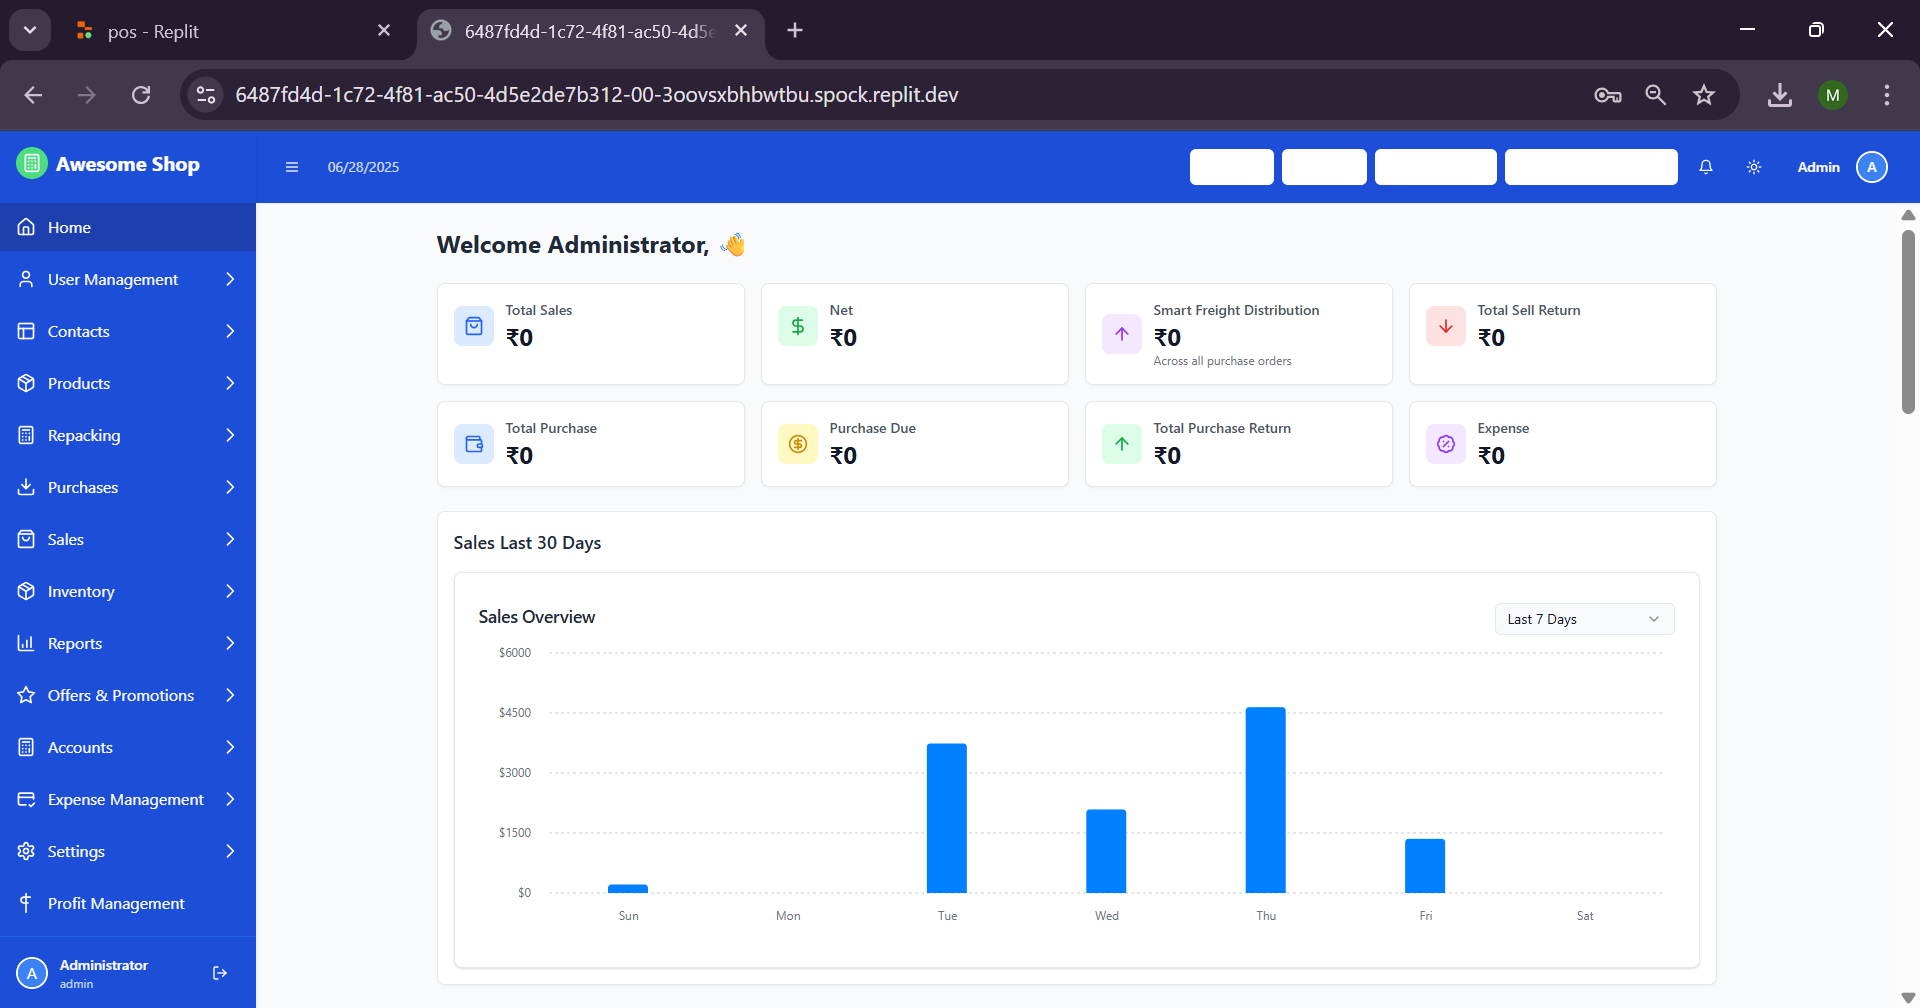 pos - Replit
6487fd4d-1c72-4f81-ac50-4d5e
6487fd4d-1c72-4f81-ac50-4d5e2de7b312-00-3oovsxbhbwtbu.spock.replit.dev
M
Awesome Shop
06/28/2025
Admin
A
Home
User Management
Contacts
Products
Repacking
Purchases
Sales
Inventory
Reports
Offers & Promotions
Accounts
Expense Management
Settings
Profit Management
A
Administrator
admin
Welcome Administrator, 👋
Total Sales
₹0
Net
₹0
Smart Freight Distribution
₹0
Across all purchase orders
Total Sell Return
₹0
Total Purchase
₹0
Purchase Due
₹0
Total Purchase Return
₹0
Expense
₹0
Sales Last 30 Days
Sales Overview
Last 7 Days
$6000
$4500
$3000
$1500
$0
Sun Mon Tue Wed Thu Fri Sat